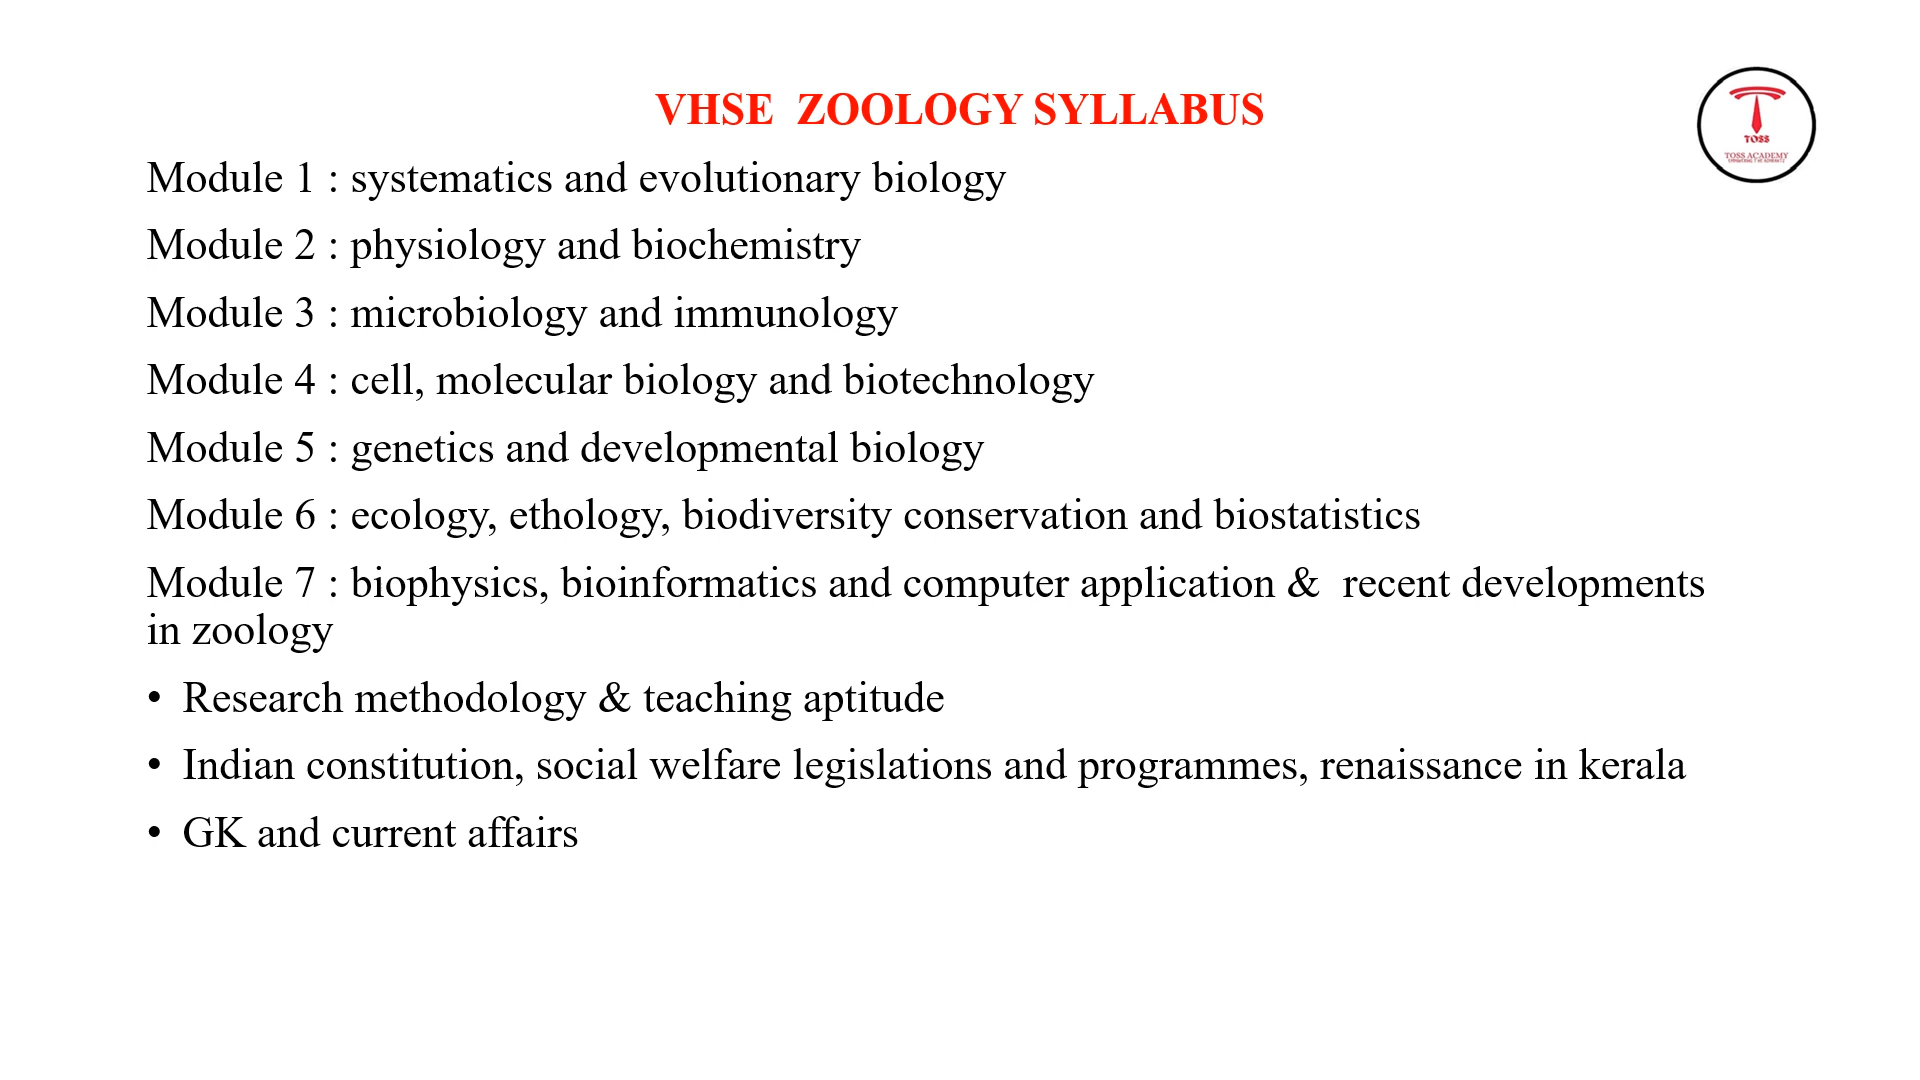 VHSE  ZOOLOGY SYLLABUS
TOSS
TOSS ACADEMY
Module 1 : systematics and evolutionary biology
Module 2 : physiology and biochemistry
Module 3 : microbiology and immunology
Module 4 : cell, molecular biology and biotechnology
Module 5 : genetics and developmental biology
Module 6 : ecology, ethology, biodiversity conservation and biostatistics
Module 7 : biophysics, bioinformatics and computer application &  recent developments
in zoology
• Research methodology & teaching aptitude
• Indian constitution, social welfare legislations and programmes, renaissance in kerala
• GK and current affairs